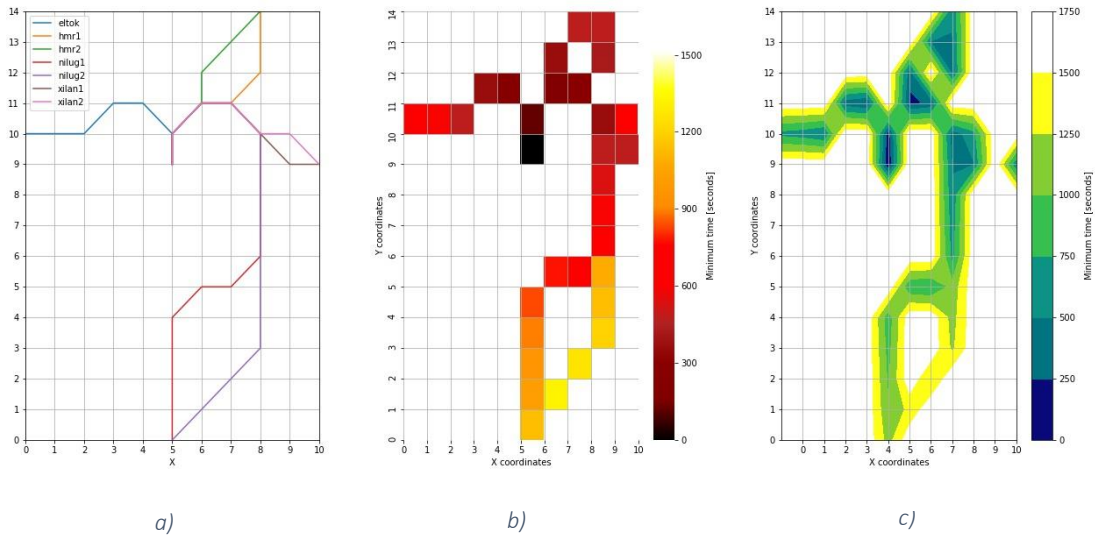 14
13
12
11
10
9
8
7
6
5
4
3
2
1
0
eltok
hmr1
hmr2
nilug1
nilug2
xilan1
xilan2
0 1 2 3 4 5 6 7 8 9 10
X
a)
Y coordinates
14
13
12
11
10
9
8
7
6
5
4
3
2
1
0
0 1 2 3 4 5 6 7 8 9 10
X coordinates
1500
1200
900
600
300
0
Minimum time [seconds]
b)
Y coordinates
14
13
12
11
10
9
8
7
6
5
4
3
2
1
0
0 1 2 3 4 5 6 7 8 9 10
X coordinates
1750
1500
1250
1000
750
500
250
0
Minimum time [seconds]
c)